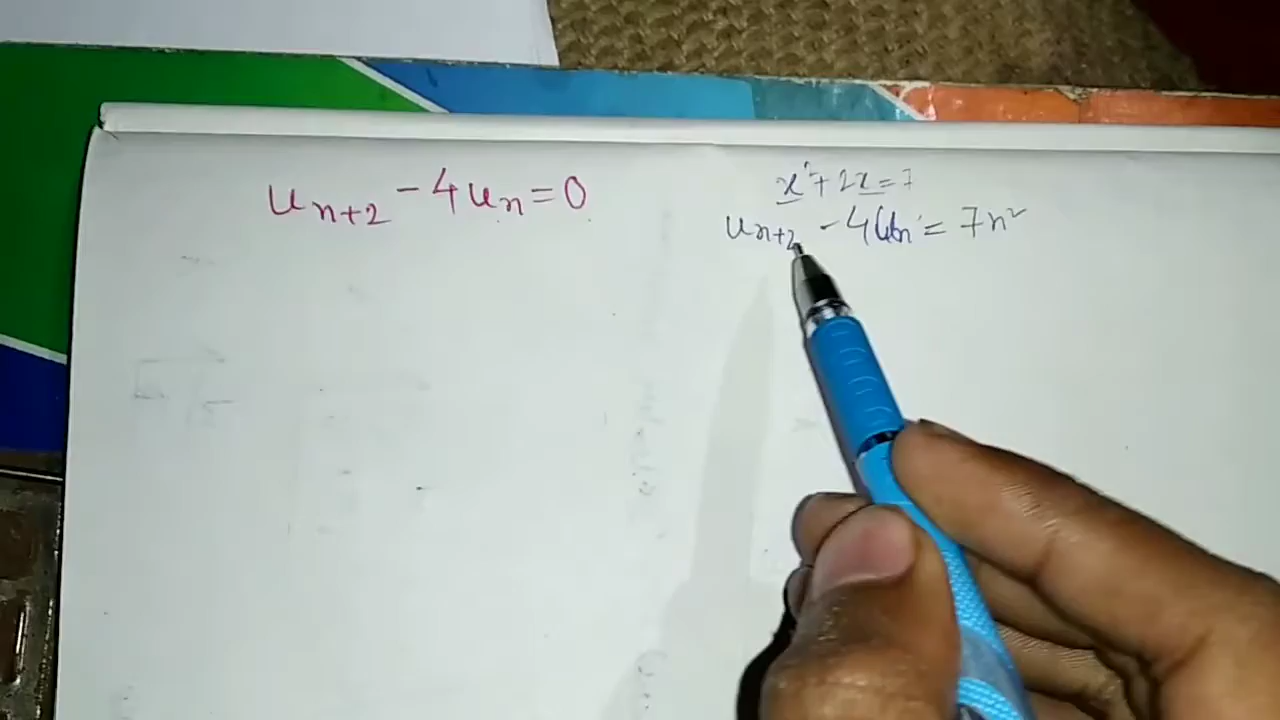 uₙ₊₂ - 4uₙ = 0
x² + 2x = 7
uₙ₊₂ - 4uₙ = 7n²